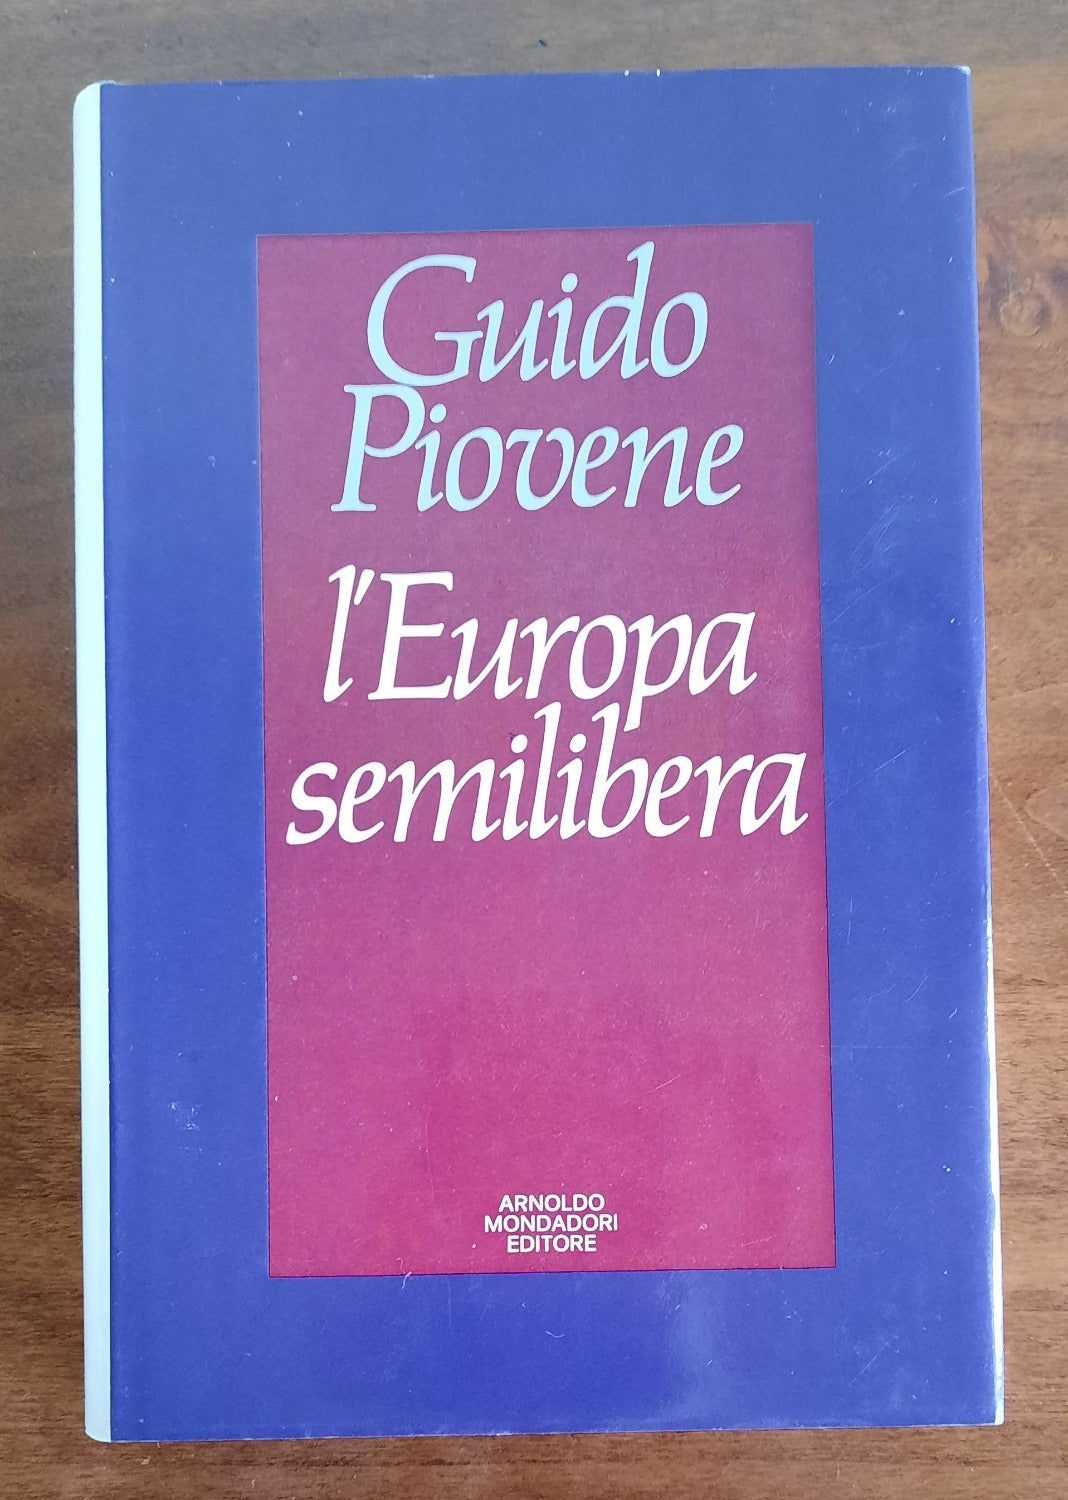 Guido
Piovene
l'Europa
semilibera
ARNOLDO
MONDADORI
EDITORE